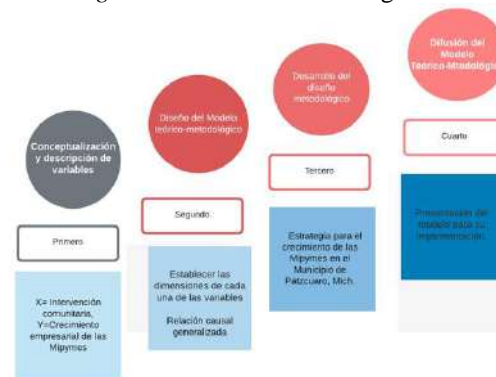 Conceptualización
y descripción de
variables
Primero
X= Intervención
comunitaria,
Y=Crecimiento
empresarial de las
Mipymes
Diseño del Modelo
teórico-metodológico
Segundo
Establecer las
dimensiones de cada
una de las variables
Relación causal
generalizada
Desarrollo del
diseño
metodológico
Tercero
Estrategia para el
crecimiento de las
Mipymes en el
Municipio de
Pátzcuaro, Mich.
Difusión del
Modelo
Teórico-Mtodológico
Cuarto
Presentación del
modelo para su
implementación